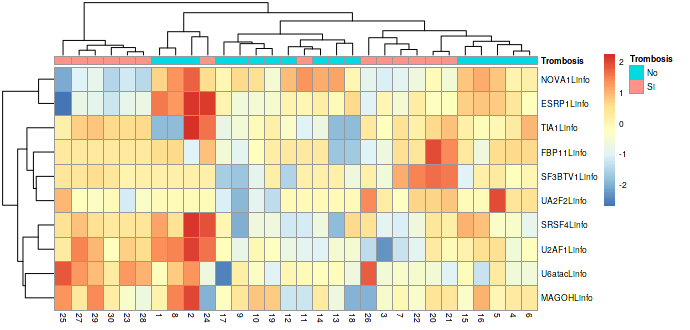 Trombosis
Trombosis
No
SI
NOVA1Linfo
ESRP1Linfo
TIA1Linfo
FBP11Linfo
SF3BTV1Linfo
UA2F2Linfo
SRSF4Linfo
U2AF1Linfo
U6atacLinfo
MAGOHLinfo
2
1
0
-1
-2
25 27 29 30 23 28 1 8 2 24 17 9 10 19 12 11 14 13 18 26 3 7 22 20 21 15 16 5 4 6